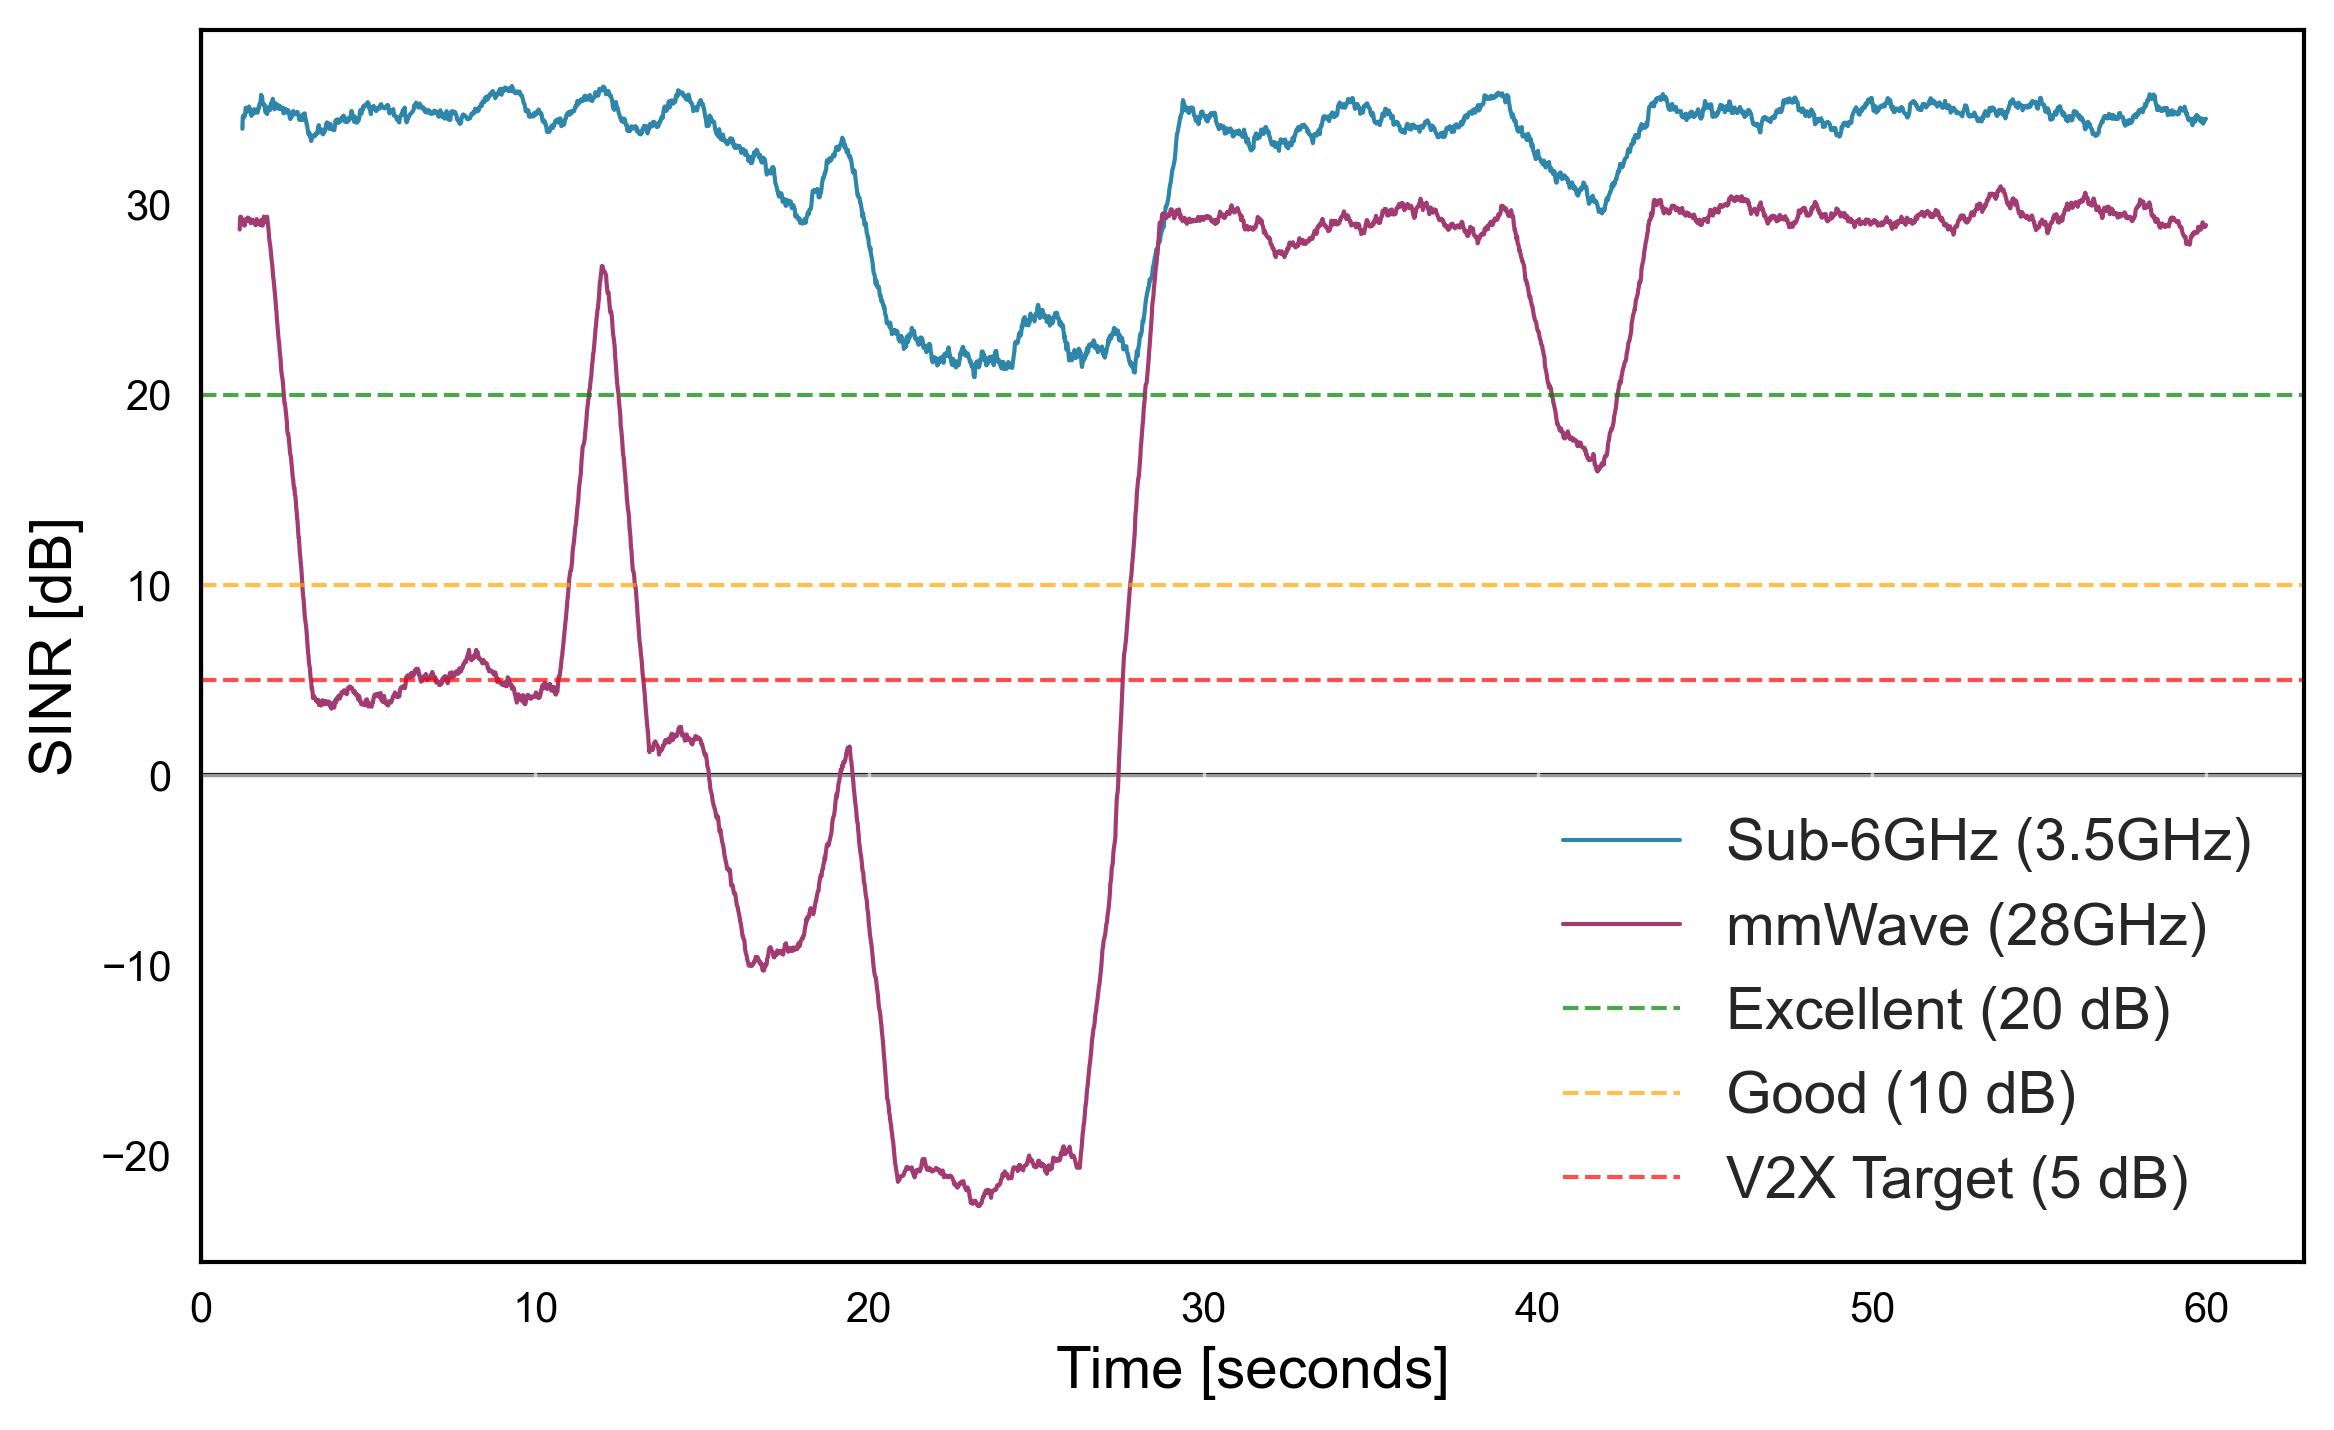 SINR [dB]
30
20
10
0
−10
−20
Sub-6GHz (3.5GHz)
mmWave (28GHz)
Excellent (20 dB)
Good (10 dB)
V2X Target (5 dB)
0 10 20 30 40 50 60
Time [seconds]